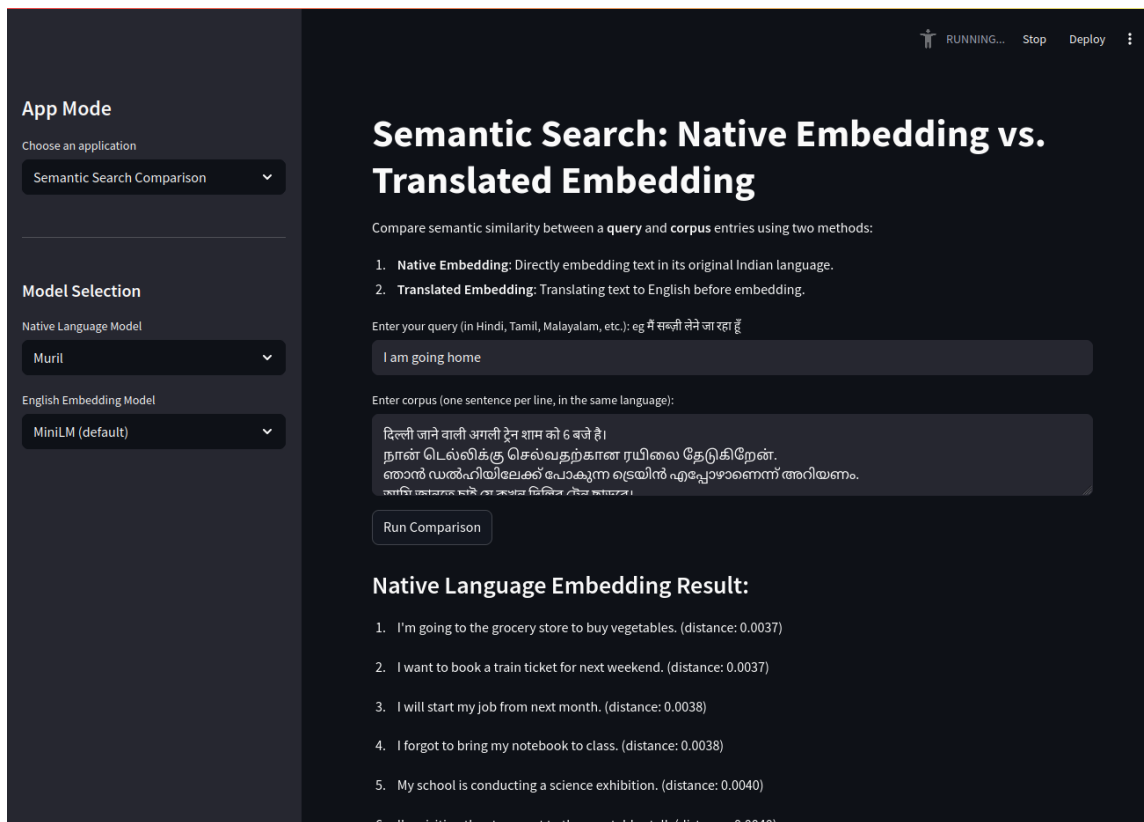 RUNNING...
Stop
Deploy
App Mode
Choose an application
Semantic Search Comparison
Model Selection
Native Language Model
Muril
English Embedding Model
MiniLM (default)
Semantic Search: Native Embedding vs.
Translated Embedding
Compare semantic similarity between a query and corpus entries using two methods:
1. Native Embedding: Directly embedding text in its original Indian language.
2. Translated Embedding: Translating text to English before embedding.
Enter your query (in Hindi, Tamil, Malayalam, etc.): eg मैं सब्ज़ी लेने जा रहा हूँ
I am going home
Enter corpus (one sentence per line, in the same language):
दिल्ली जाने वाली अगली ट्रेन शाम को 6 बजे है।
நான் டெல்லிக்கு செல்வதற்கான ரயிலை தேடுகிறேன்.
ഞാൻ ഡൽഹിയിലേക്ക് പോകുന്ന ട്രെയിൻ എപ്പോഴാണെന്ന് അറിയണം.
Run Comparison
Native Language Embedding Result:
1. I'm going to the grocery store to buy vegetables. (distance: 0.0037)
2. I want to book a train ticket for next weekend. (distance: 0.0037)
3. I will start my job from next month. (distance: 0.0038)
4. I forgot to bring my notebook to class. (distance: 0.0038)
5. My school is conducting a science exhibition. (distance: 0.0040)